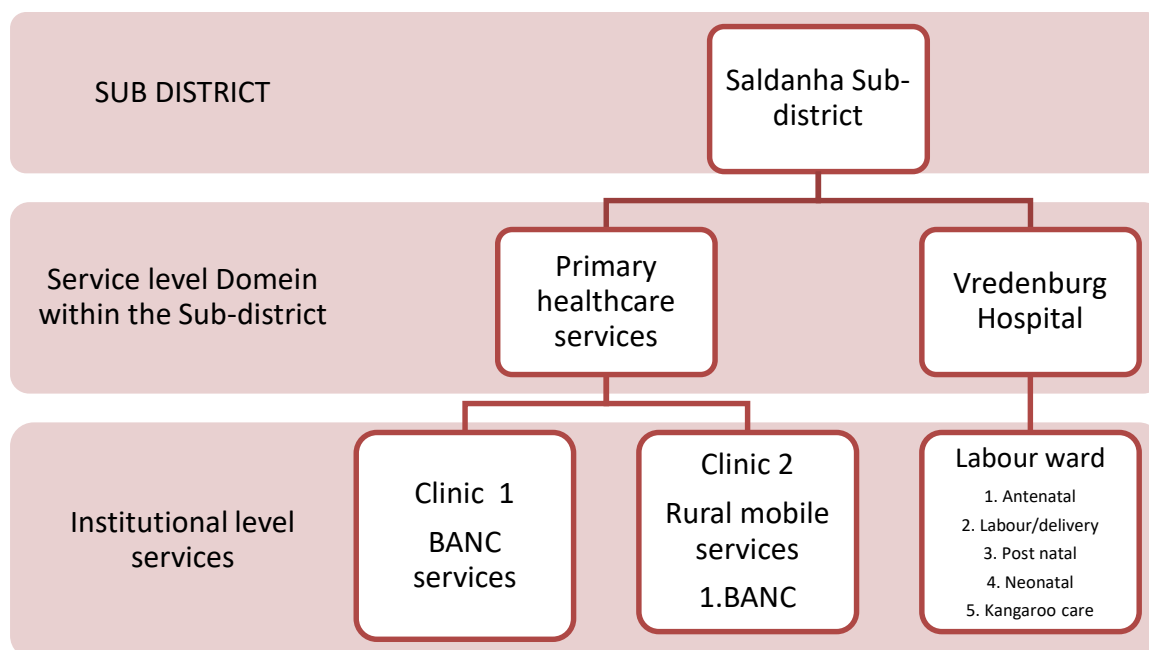 SUB DISTRICT
Saldanha Sub-
district
Service level Domein
within the Sub-district
Primary
healthcare
services
Vredenburg
Hospital
Institutional level
services
Clinic 1
BANC
services
Clinic 2
Rural mobile
services
1.BANC
Labour ward
1. Antenatal
2. Labour/delivery
3. Post natal
4. Neonatal
5. Kangaroo care